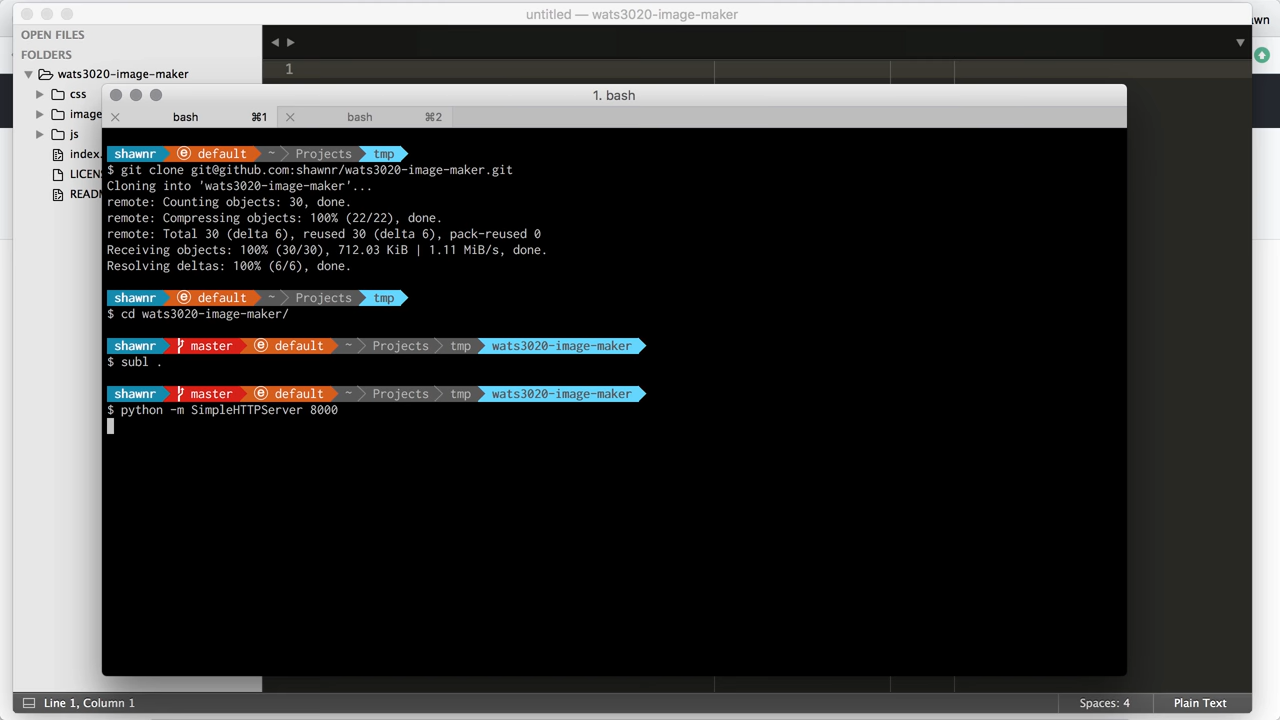 untitled — wats3020-image-maker
wn
OPEN FILES
FOLDERS
wats3020-image-maker
css
image
js
index.
LICEN
READM
1
1. bash
bash ⌘1
bash ⌘2
shawnr ⓔ default ~ Projects tmp
$ git clone git@github.com:shawnr/wats3020-image-maker.git
Cloning into 'wats3020-image-maker'...
remote: Counting objects: 30, done.
remote: Compressing objects: 100% (22/22), done.
remote: Total 30 (delta 6), reused 30 (delta 6), pack-reused 0
Receiving objects: 100% (30/30), 712.03 KiB | 1.11 MiB/s, done.
Resolving deltas: 100% (6/6), done.
shawnr ⓔ default ~ Projects tmp
$ cd wats3020-image-maker/
shawnr master ⓔ default ~ Projects tmp wats3020-image-maker
$ subl .
shawnr master ⓔ default ~ Projects tmp wats3020-image-maker
$ python -m SimpleHTTPServer 8000
Line 1, Column 1
Spaces: 4
Plain Text